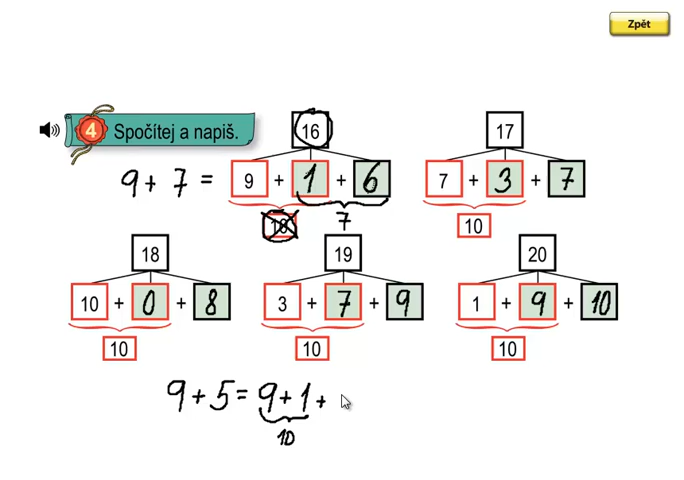 Zpět
4 Spočítej a napiš.
16
9 + 7 = 9 + 1 + 6
10
7
17
7 + 3 + 7
10
18
10 + 0 + 8
10
19
3 + 7 + 9
10
20
1 + 9 + 10
10
9 + 5 = 9 + 1 +
10